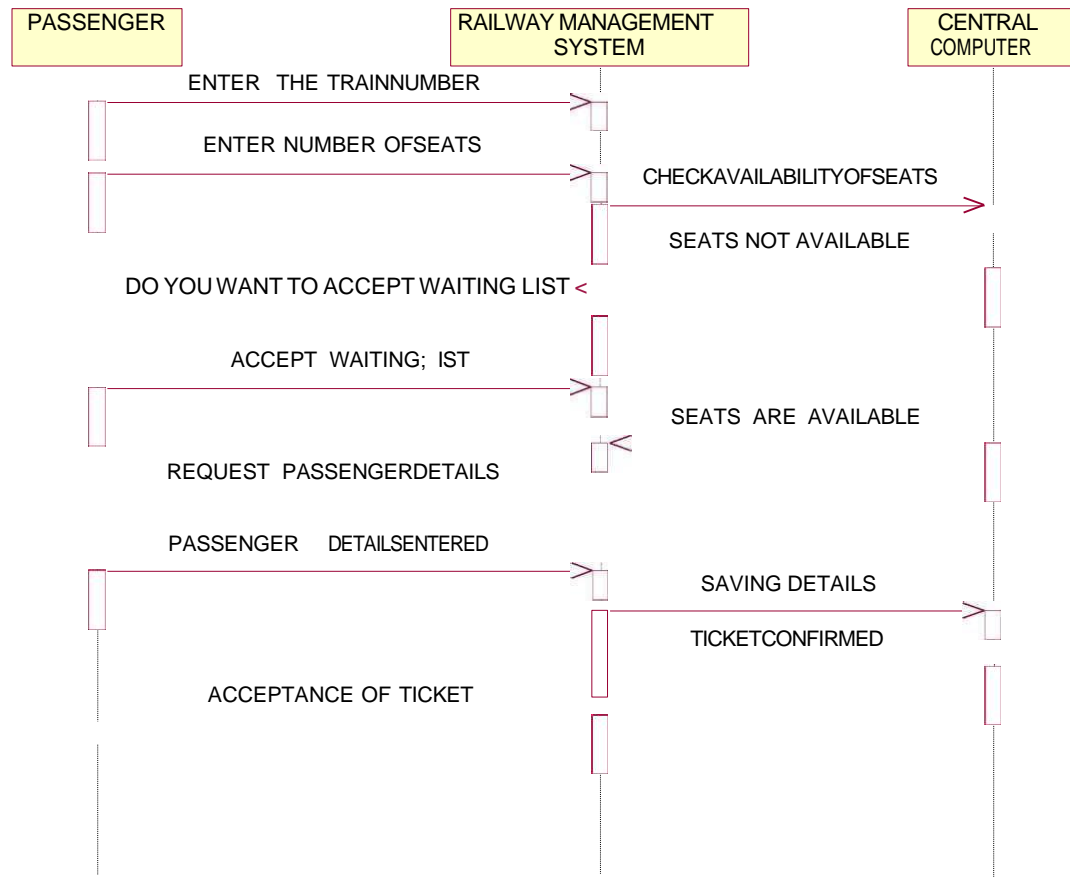 PASSENGER
RAILWAY MANAGEMENT
SYSTEM
CENTRAL
COMPUTER
ENTER THE TRAINNUMBER
ENTER NUMBER OFSEATS
CHECKAVAILABILITYOFSEATS
SEATS NOT AVAILABLE
DO YOU WANT TO ACCEPT WAITING LIST
ACCEPT WAITING; IST
SEATS ARE AVAILABLE
REQUEST PASSENGERDETAILS
PASSENGER DETAILSENTERED
SAVING DETAILS
TICKETCONFIRMED
ACCEPTANCE OF TICKET